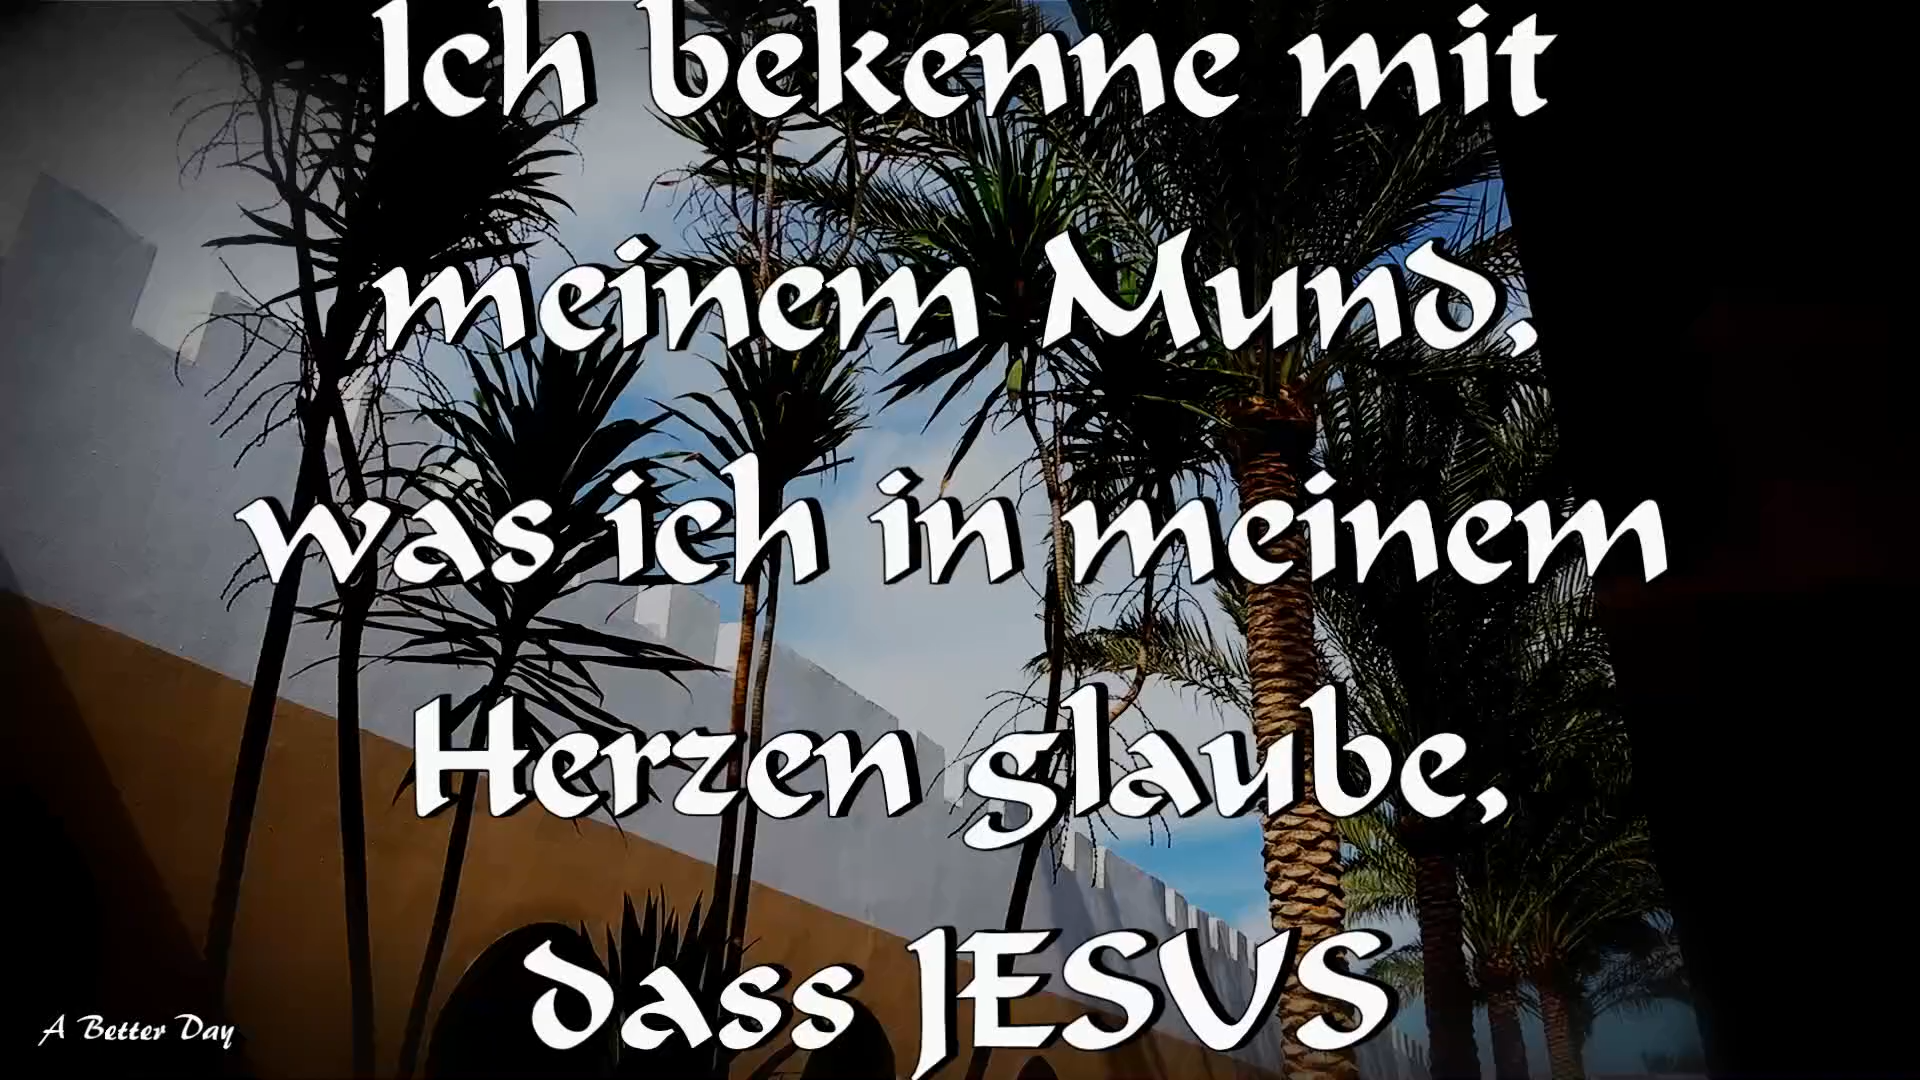 Ich bekenne mit
meinem Mund,
was ich in meinem
Herzen glaube,
dass JESUS
A Better Day